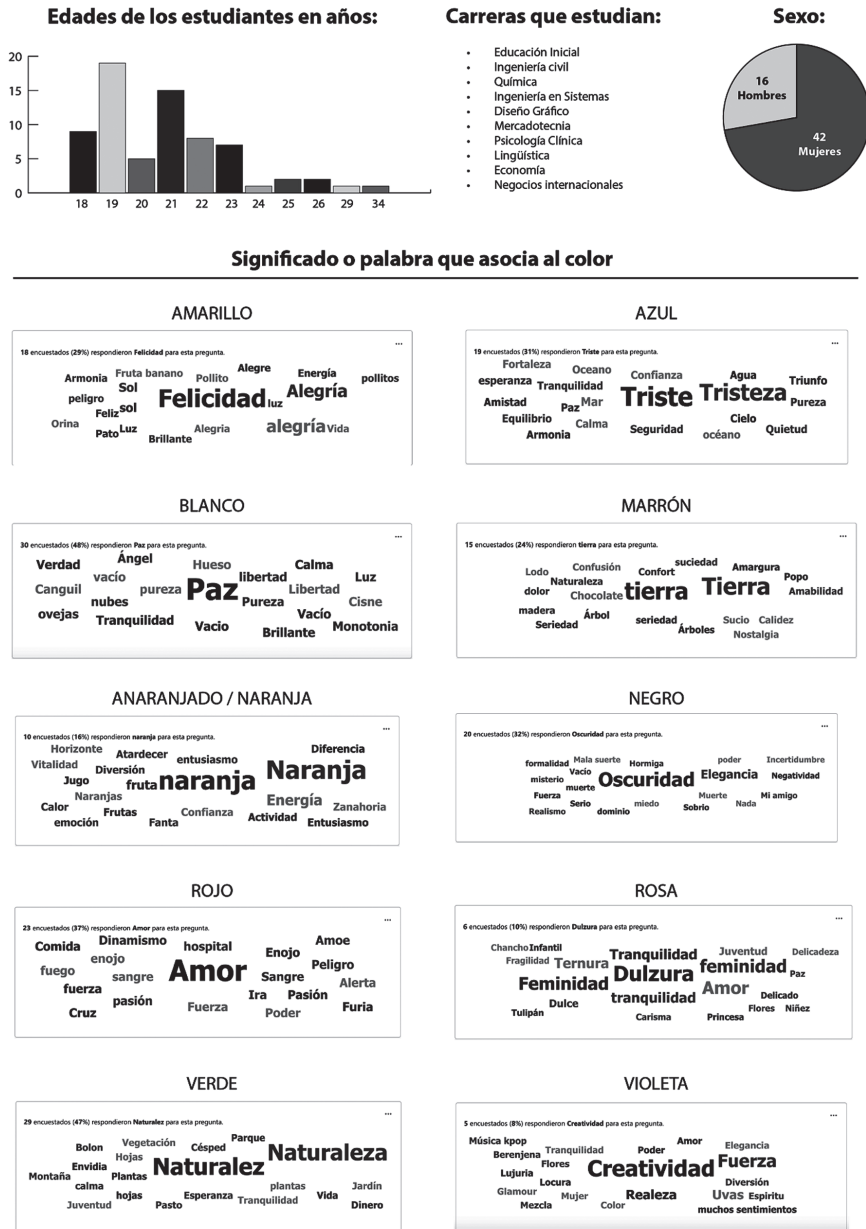 Edades de los estudiantes en años:
20
15
10
5
0
18 19 20 21 22 23 24 25 26 29 34
Carreras que estudian:
• Educación Inicial
• Ingeniería civil
• Química
• Ingeniería en Sistemas
• Diseño Gráfico
• Mercadotecnia
• Psicología Clínica
• Lingüística
• Economía
• Negocios internacionales
Sexo:
16
Hombres
42
Mujeres
Significado o palabra que asocia al color
AMARILLO
...
18 encuestados (29%) respondieron Felicidad para esta pregunta.
Armonia Fruta banano Pollito Alegre Energía pollitos
peligro Sol Felicidad luz Alegría
Feliz sol
Orina Pato Luz Brillante Alegria alegría Vida
AZUL
...
19 encuestados (31%) respondieron Triste para esta pregunta.
Fortaleza Oceano Confianza Agua
esperanza Tranquilidad Triste Tristeza Triunfo
Amistad Paz Mar Pureza
Equilibrio Calma Cielo
Armonia Seguridad océano Quietud
BLANCO
...
30 encuestados (48%) respondieron Paz para esta pregunta.
Verdad Ángel Hueso Calma
Canguil vacío pureza Paz libertad Libertad Luz
nubes Pureza Cisne
ovejas Tranquilidad Vacio Vacío
Brillante Monotonia
MARRÓN
...
15 encuestados (24%) respondieron tierra para esta pregunta.
Lodo Confusión Confort suciedad Amargura
Naturaleza Popo
dolor Chocolate tierra Tierra Amabilidad
madera Árbol seriedad Sucio Calidez
Seriedad Árboles Nostalgia
ANARANJADO / NARANJA
...
10 encuestados (16%) respondieron naranja para esta pregunta.
Horizonte Atardecer entusiasmo Diferencia
Vitalidad Diversión Naranja
Jugo fruta naranja
Naranjas Energía
Calor Frutas Confianza Zanahoria
emoción Fanta Actividad Entusiasmo
NEGRO
...
20 encuestados (32%) respondieron Oscuridad para esta pregunta.
formalidad Mala suerte Hormiga poder Incertidumbre
misterio Vacío Oscuridad Elegancia Negatividad
muerte
Fuerza Serio miedo Muerte Mi amigo
Realismo dominio Sobrio Nada
ROJO
...
23 encuestados (37%) respondieron Amor para esta pregunta.
Comida Dinamismo hospital Amoe
enojo Enojo
fuego sangre Amor Sangre Peligro
fuerza Alerta
pasión Ira Pasión
Cruz Fuerza Poder Furia
ROSA
...
6 encuestados (10%) respondieron Dulzura para esta pregunta.
Chancho Infantil Tranquilidad Juventud Delicadeza
Fragilidad Ternura feminidad
Feminidad Dulzura Paz
Amor
Dulce tranquilidad Delicado
Tulipán Carisma Princesa Flores Niñez
VERDE
...
29 encuestados (47%) respondieron Naturalez para esta pregunta.
Bolon Vegetación Césped Parque
Hojas Naturaleza
Envidia Naturalez
Montaña Plantas
calma plantas Jardín
hojas Esperanza Vida
Juventud Pasto Tranquilidad Dinero
VIOLETA
...
5 encuestados (8%) respondieron Creatividad para esta pregunta.
Música kpop Amor
Berenjena Tranquilidad Poder Elegancia
Flores Creatividad Fuerza
Lujuria
Locura Diversión
Glamour Mujer Realeza Uvas Espiritu
Mezcla Color muchos sentimientos